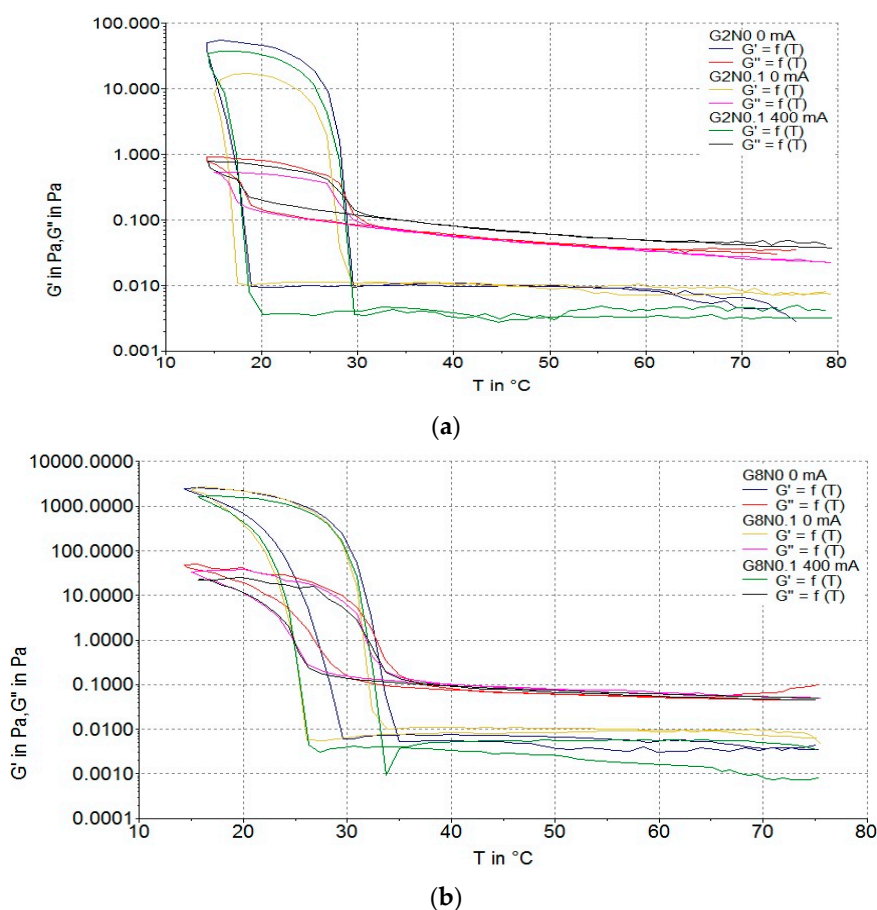 100.000
10.000
1.000
0.100
0.010
0.001
G' in Pa,G" in Pa
10 20 30 40 50 60 70 80
T in °C
G2N0 0 mA
G' = f (T)
G" = f (T)
G2N0.1 0 mA
G' = f (T)
G" = f (T)
G2N0.1 400 mA
G' = f (T)
G" = f (T)
(a)
10000.0000
1000.0000
100.0000
10.0000
1.0000
0.1000
0.0100
0.0010
0.0001
G' in Pa,G" in Pa
10 20 30 40 50 60 70 80
T in °C
G8N0 0 mA
G' = f (T)
G" = f (T)
G8N0.1 0 mA
G' = f (T)
G" = f (T)
G8N0.1 400 mA
G' = f (T)
G" = f (T)
(b)